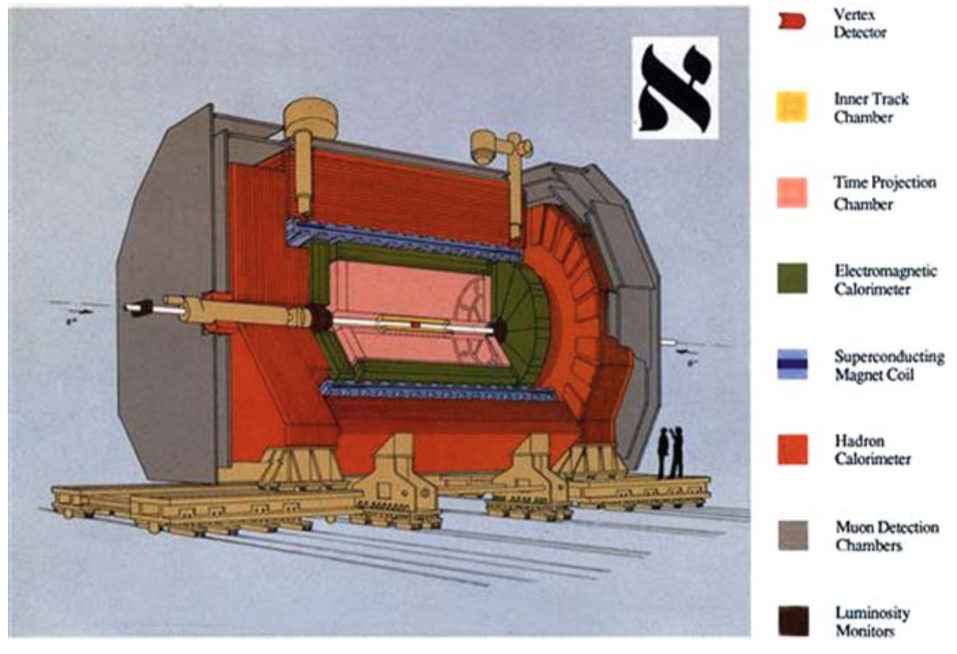 א
Vertex
Detector
Inner Track
Chamber
Time Projection
Chamber
Electromagnetic
Calorimeter
Superconducting
Magnet Coil
Hadron
Calorimeter
Muon Detection
Chambers
Luminosity
Monitors